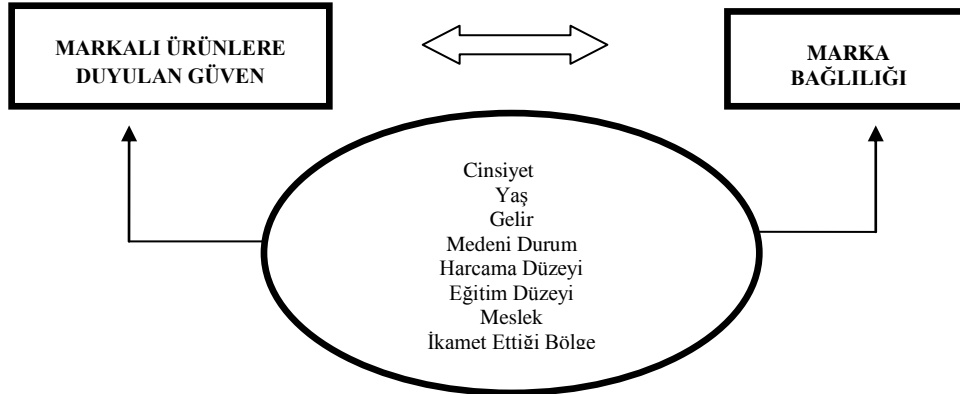 MARKALI ÜRÜNLERE
DUYULAN GÜVEN
MARKA
BAĞLILIĞI
Cinsiyet
Yaş
Gelir
Medeni Durum
Harcama Düzeyi
Eğitim Düzeyi
Meslek
İkamet Ettiği Bölge